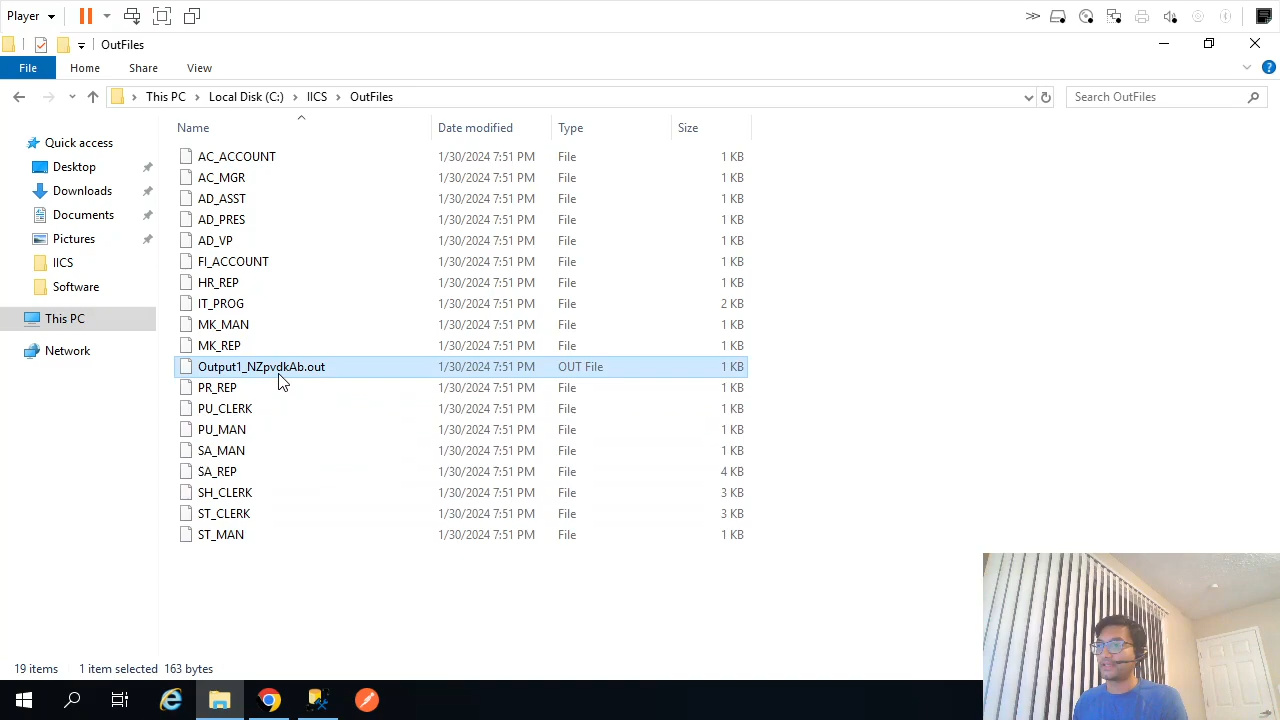 Player
OutFiles
File Home Share View
This PC Local Disk (C:) IICS OutFiles Search OutFiles
Name Date modified Type Size
Quick access
Desktop
Downloads
Documents
Pictures
IICS
Software
This PC
Network
AC_ACCOUNT 1/30/2024 7:51 PM File 1 KB
AC_MGR 1/30/2024 7:51 PM File 1 KB
AD_ASST 1/30/2024 7:51 PM File 1 KB
AD_PRES 1/30/2024 7:51 PM File 1 KB
AD_VP 1/30/2024 7:51 PM File 1 KB
FI_ACCOUNT 1/30/2024 7:51 PM File 1 KB
HR_REP 1/30/2024 7:51 PM File 1 KB
IT_PROG 1/30/2024 7:51 PM File 2 KB
MK_MAN 1/30/2024 7:51 PM File 1 KB
MK_REP 1/30/2024 7:51 PM File 1 KB
Output1_NZpvdkAb.out 1/30/2024 7:51 PM OUT File 1 KB
PR_REP 1/30/2024 7:51 PM File 1 KB
PU_CLERK 1/30/2024 7:51 PM File 1 KB
PU_MAN 1/30/2024 7:51 PM File 1 KB
SA_MAN 1/30/2024 7:51 PM File 1 KB
SA_REP 1/30/2024 7:51 PM File 4 KB
SH_CLERK 1/30/2024 7:51 PM File 3 KB
ST_CLERK 1/30/2024 7:51 PM File 3 KB
ST_MAN 1/30/2024 7:51 PM File 1 KB
19 items 1 item selected 163 bytes